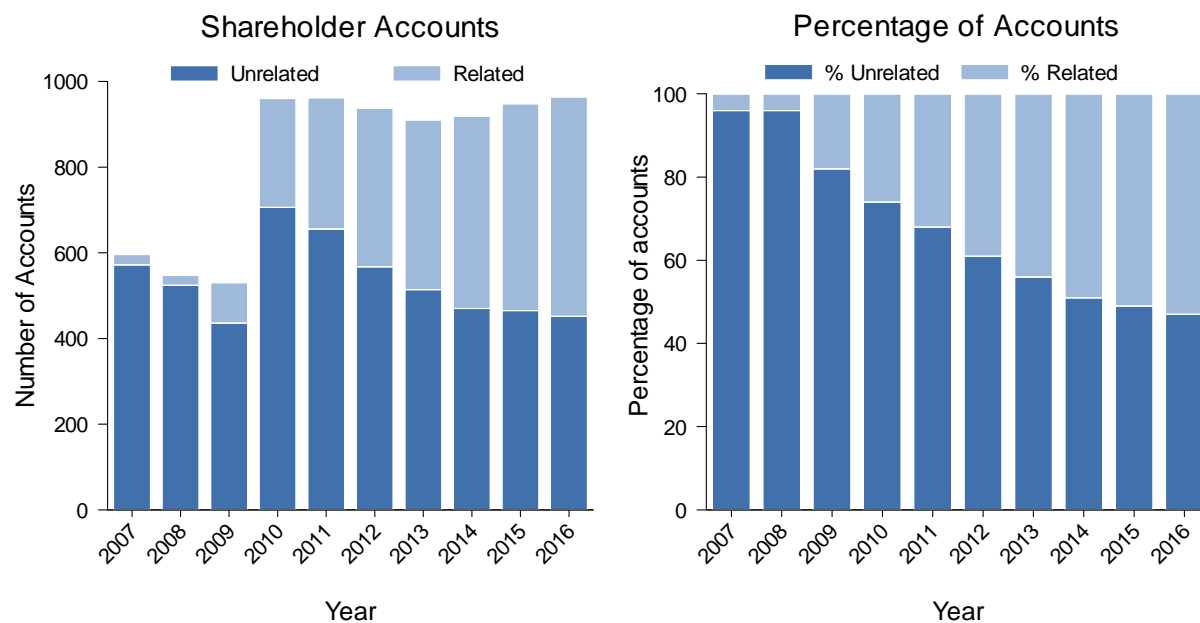 Shareholder Accounts
Unrelated Related
Number of Accounts
1000
800
600
400
200
0
2007 2008 2009 2010 2011 2012 2013 2014 2015 2016
Year
Percentage of Accounts
% Unrelated % Related
Percentage of accounts
100
80
60
40
20
0
2007 2008 2009 2010 2011 2012 2013 2014 2015 2016
Year